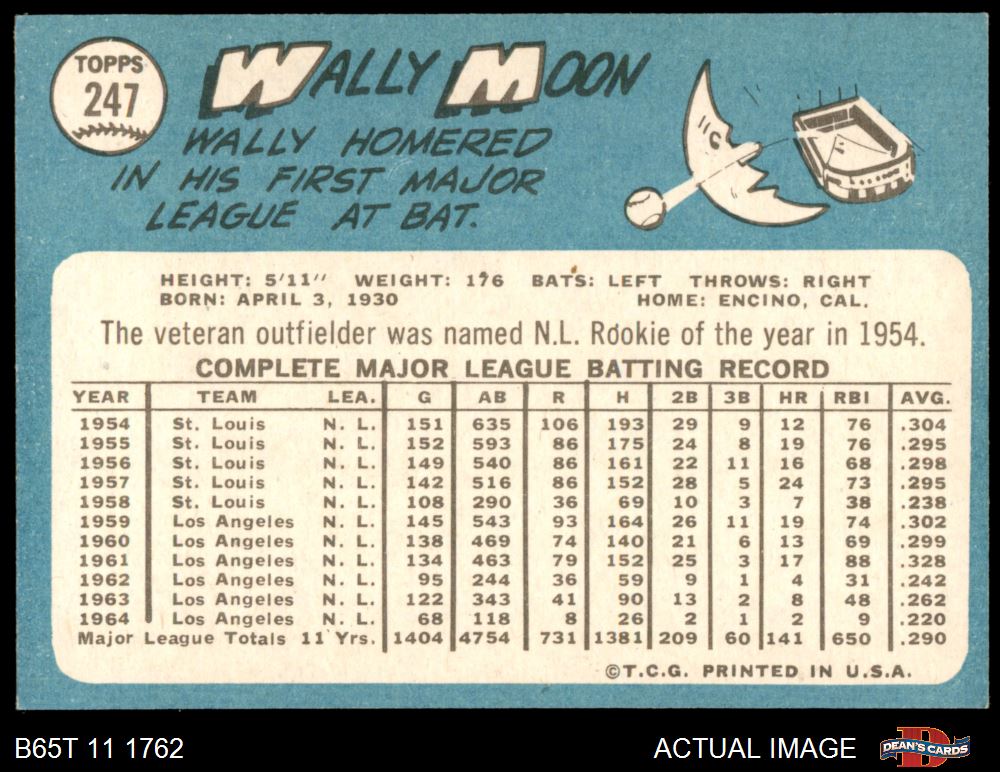 TOPPS
247
WALLY MOON
WALLY HOMERED
IN HIS FIRST MAJOR
LEAGUE AT BAT.
HEIGHT: 5'11" WEIGHT: 176 BATS: LEFT THROWS: RIGHT
BORN: APRIL 3, 1930 HOME: ENCINO, CAL.
The veteran outfielder was named N.L. Rookie of the year in 1954.
COMPLETE MAJOR LEAGUE BATTING RECORD
YEAR TEAM LEA. G AB R H 2B 3B HR RBI AVG.
1954 St. Louis N. L. 151 635 106 193 29 9 12 76 .304
1955 St. Louis N. L. 152 593 86 175 24 8 19 76 .295
1956 St. Louis N. L. 149 540 86 161 22 11 16 68 .298
1957 St. Louis N. L. 142 516 86 152 28 5 24 73 .295
1958 St. Louis N. L. 108 290 36 69 10 3 7 38 .238
1959 Los Angeles N. L. 145 543 93 164 26 11 19 74 .302
1960 Los Angeles N. L. 138 469 74 140 21 6 13 69 .299
1961 Los Angeles N. L. 134 463 79 152 25 3 17 88 .328
1962 Los Angeles N. L. 95 244 36 59 9 1 4 31 .242
1963 Los Angeles N. L. 122 343 41 90 13 2 8 48 .262
1964 Los Angeles N. L. 68 118 8 26 2 1 2 9 .220
Major League Totals 11 Yrs. 1404 4754 731 1381 209 60 141 650 .290
©T.C.G. PRINTED IN U.S.A.
B65T 11 1762 ACTUAL IMAGE DEAN'S CARDS